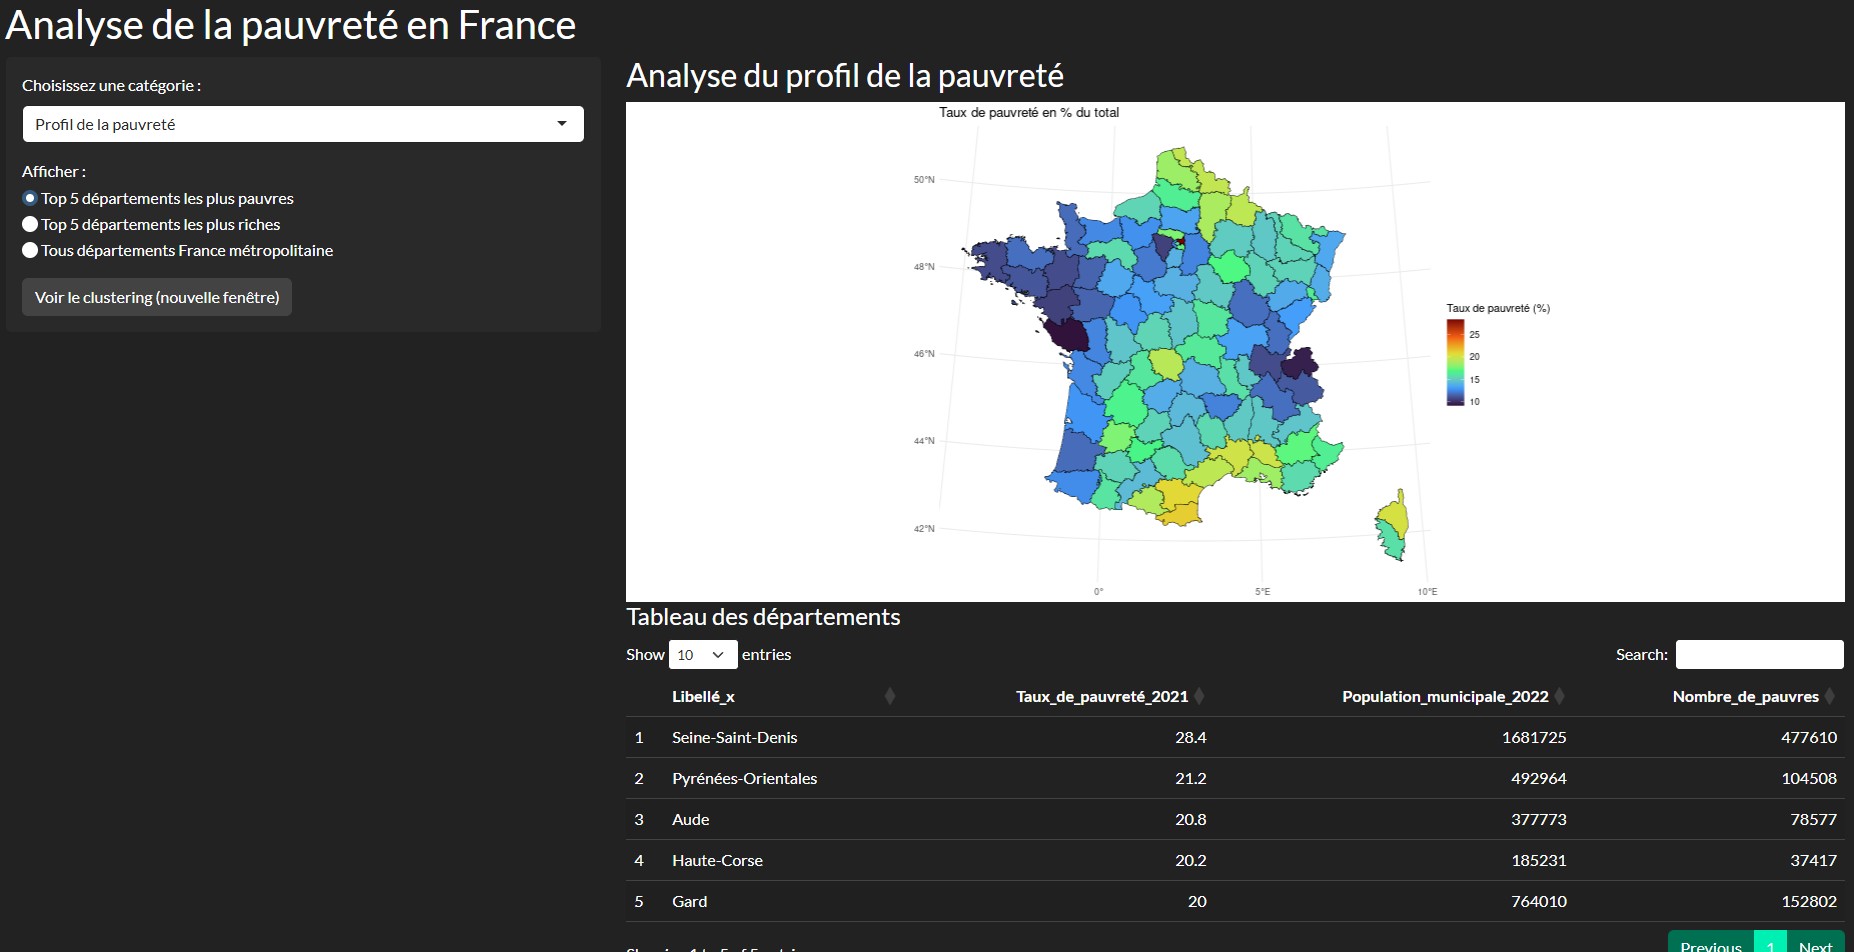 Analyse de la pauvreté en France
Choisissez une catégorie :
Profil de la pauvreté
Afficher :
Top 5 départements les plus pauvres
Top 5 départements les plus riches
Tous départements France métropolitaine
Voir le clustering (nouvelle fenêtre)
Analyse du profil de la pauvreté
Taux de pauvreté en % du total
50°N
48°N
46°N
44°N
42°N
0°
5°E
10°E
Taux de pauvreté (%)
25
20
15
10
Tableau des départements
Show 10 entries
Search:
Libellé_x Taux_de_pauvreté_2021 Population_municipale_2022 Nombre_de_pauvres
1 Seine-Saint-Denis 28.4 1681725 477610
2 Pyrénées-Orientales 21.2 492964 104508
3 Aude 20.8 377773 78577
4 Haute-Corse 20.2 185231 37417
5 Gard 20 764010 152802
Previous 1 Next